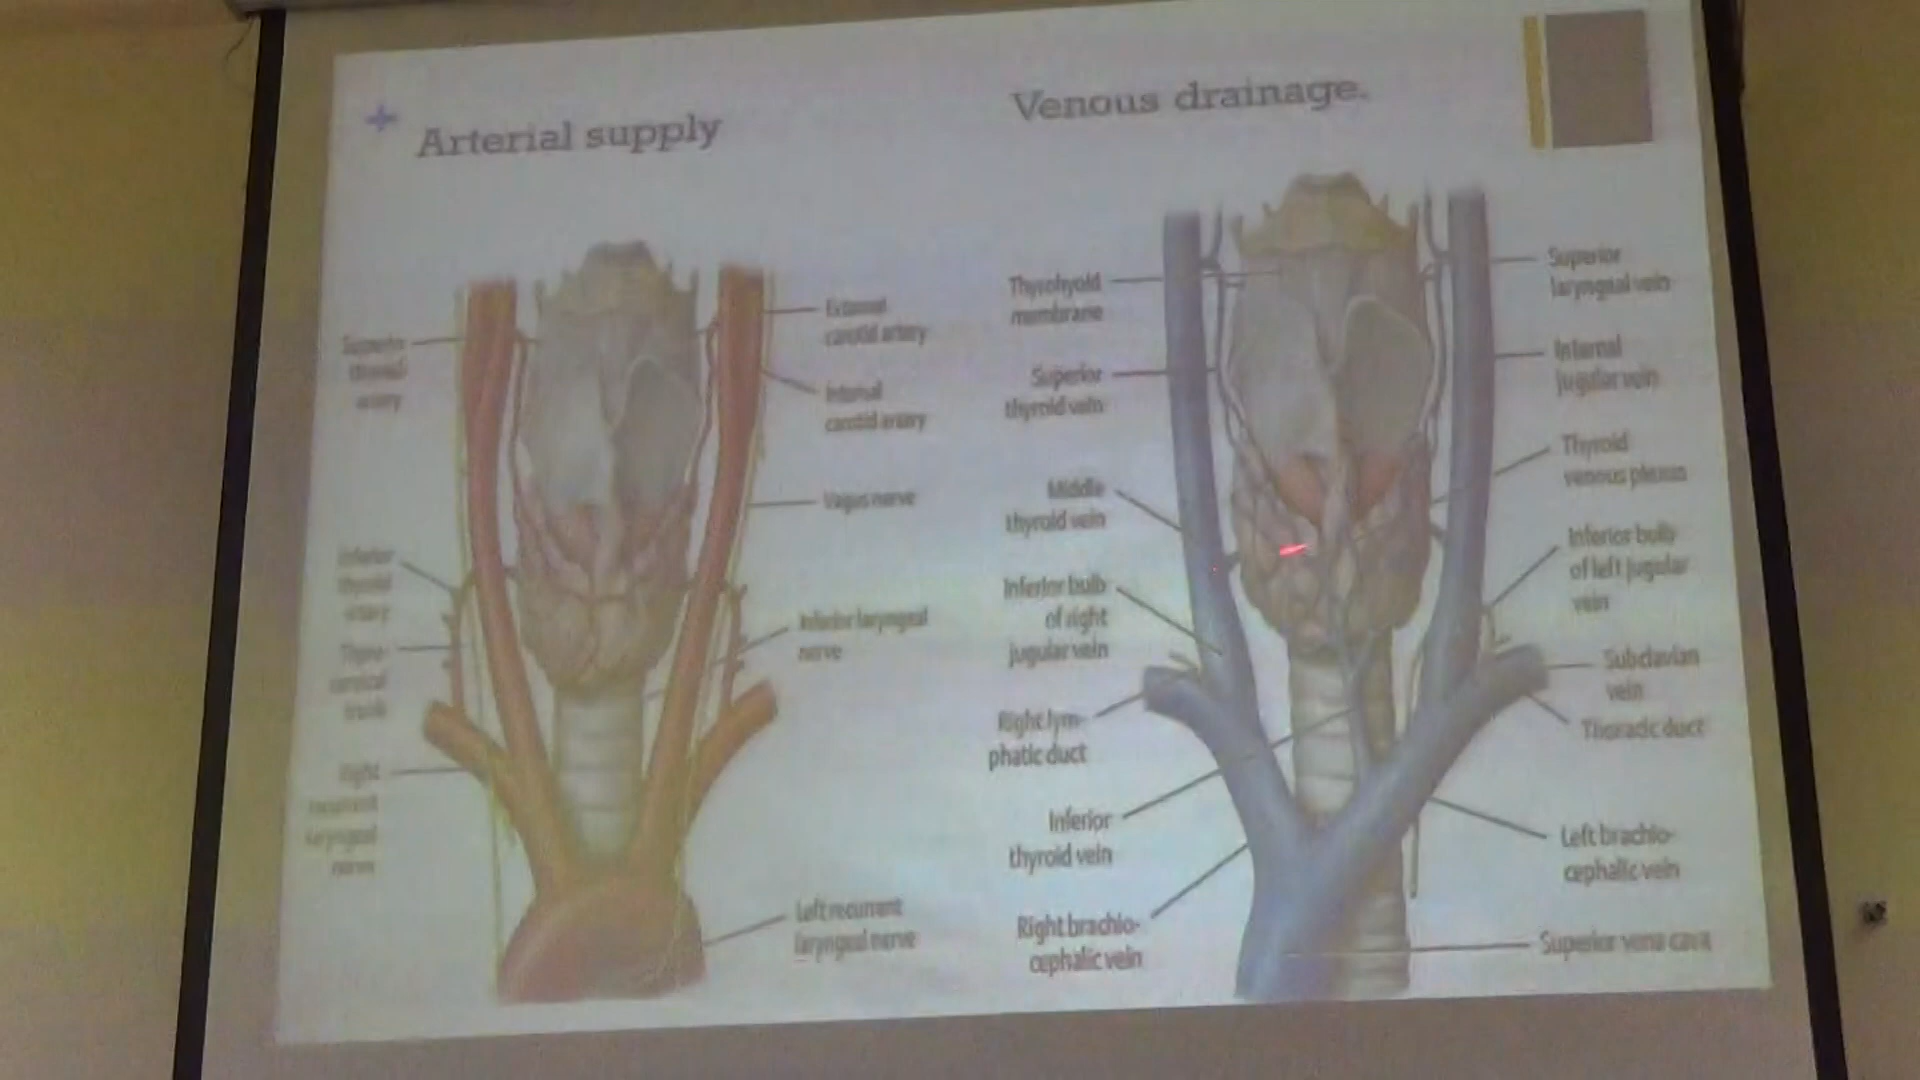 Arterial supply
Superior
thyroid
artery
Inferior
thyroid
artery
Thyro-
cervical
trunk
Right
recurrent
laryngeal
nerve
External
carotid artery
Internal
carotid artery
Vagus nerve
Inferior laryngeal
nerve
Left recurrent
laryngeal nerve
Venous drainage.
Thyrohyoid
membrane
Superior
thyroid vein
Middle
thyroid vein
Inferior bulb
of right
jugular vein
Right lym-
phatic duct
Inferior
thyroid vein
Right brachio-
cephalic vein
Superior
laryngeal vein
Internal
jugular vein
Thyroid
venous plexus
Inferior bulb
of left jugular
vein
Subclavian
vein
Thoracic duct
Left brachio-
cephalic vein
Superior vena cava